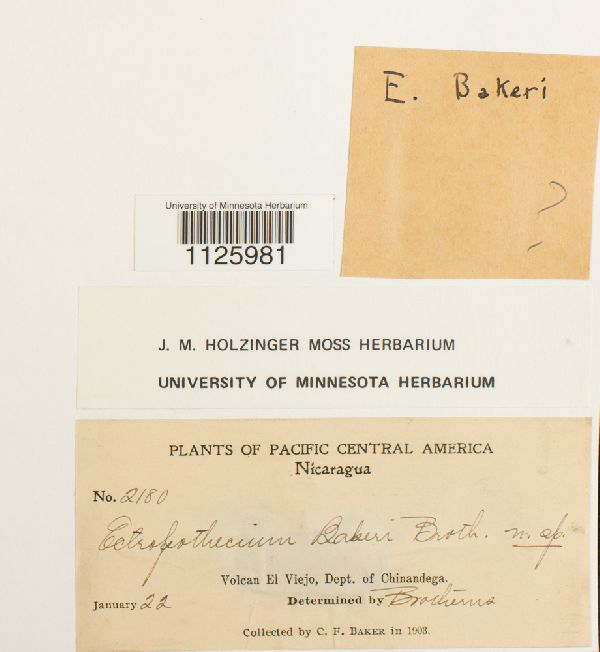 E. Bakeri
?
University of Minnesota Herbarium
1125981
J. M. HOLZINGER MOSS HERBARIUM
UNIVERSITY OF MINNESOTA HERBARIUM
PLANTS OF PACIFIC CENTRAL AMERICA
Nicaragua
No. 2180
Ectropothecium Bakeri Broth. n. sp.
Volcan El Viejo, Dept. of Chinandega.
January 22 Determined by Brotherus
Collected by C. F. BAKER in 1903.